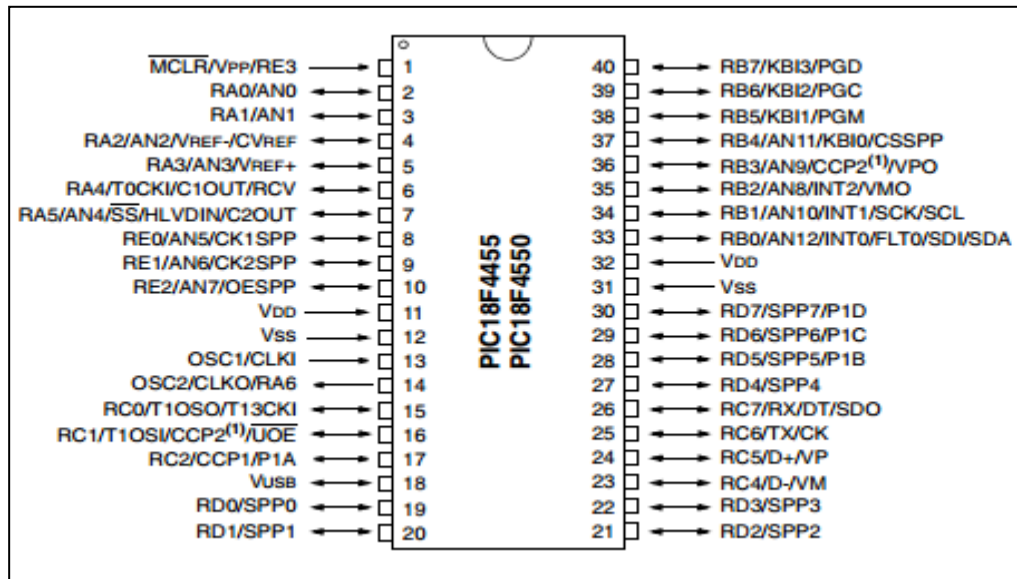 MCLR/VPP/RE3 1
RA0/AN0 2
RA1/AN1 3
RA2/AN2/VREF-/CVREF 4
RA3/AN3/VREF+ 5
RA4/T0CKI/C1OUT/RCV 6
RA5/AN4/SS/HLVDIN/C2OUT 7
RE0/AN5/CK1SPP 8
RE1/AN6/CK2SPP 9
RE2/AN7/OESPP 10
VDD 11
VSS 12
OSC1/CLKI 13
OSC2/CLKO/RA6 14
RC0/T1OSO/T13CKI 15
RC1/T1OSI/CCP2(1)/UOE 16
RC2/CCP1/P1A 17
VUSB 18
RD0/SPP0 19
RD1/SPP1 20
PIC18F4455
PIC18F4550
40 RB7/KBI3/PGD
39 RB6/KBI2/PGC
38 RB5/KBI1/PGM
37 RB4/AN11/KBI0/CSSPP
36 RB3/AN9/CCP2(1)/VPO
35 RB2/AN8/INT2/VMO
34 RB1/AN10/INT1/SCK/SCL
33 RB0/AN12/INT0/FLT0/SDI/SDA
32 VDD
31 VSS
30 RD7/SPP7/P1D
29 RD6/SPP6/P1C
28 RD5/SPP5/P1B
27 RD4/SPP4
26 RC7/RX/DT/SDO
25 RC6/TX/CK
24 RC5/D+/VP
23 RC4/D-/VM
22 RD3/SPP3
21 RD2/SPP2